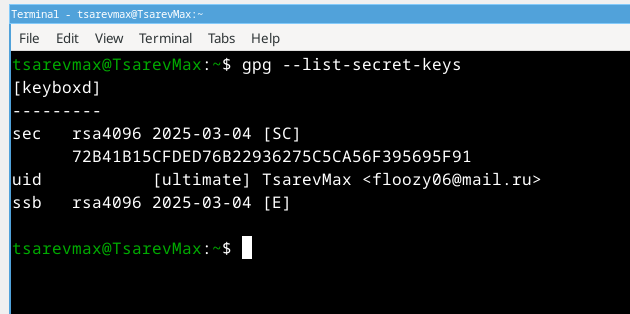 Terminal - tsarevmax@TsarevMax:~
File Edit View Terminal Tabs Help
tsarevmax@TsarevMax:~$ gpg --list-secret-keys
[keyboxd]
---------
sec   rsa4096 2025-03-04 [SC]
      72B41B15CFDED76B22936275C5CA56F395695F91
uid           [ultimate] TsarevMax <floozy06@mail.ru>
ssb   rsa4096 2025-03-04 [E]
tsarevmax@TsarevMax:~$